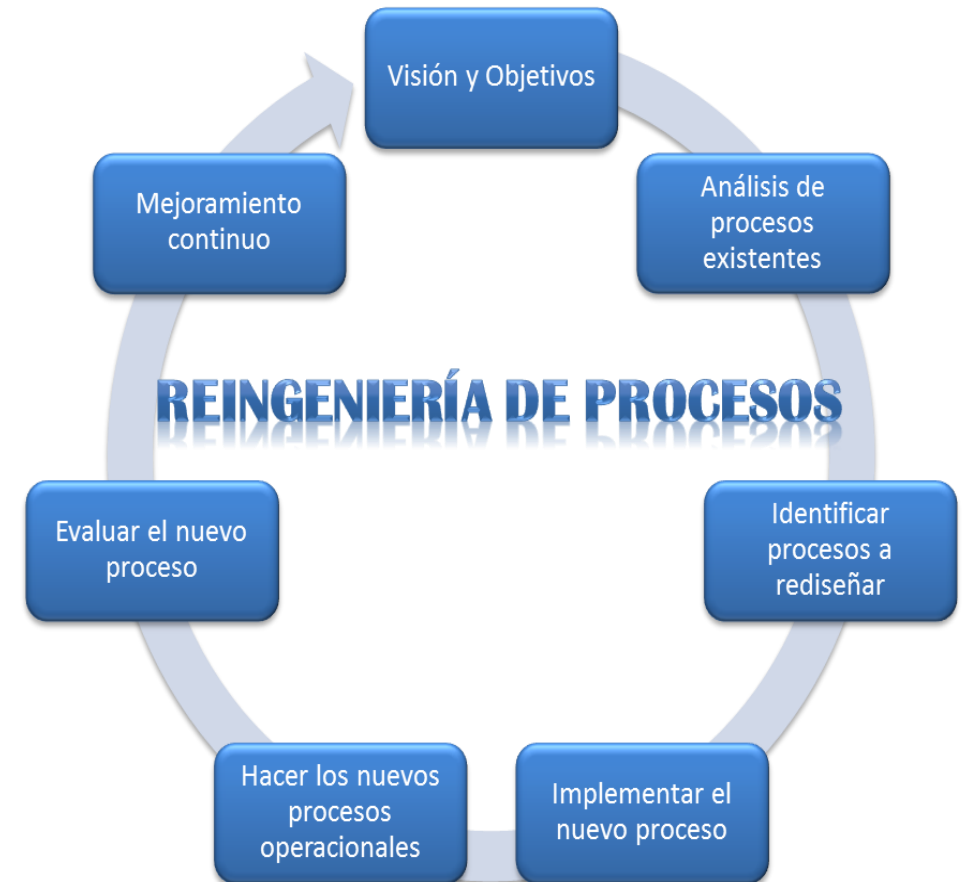 Visión y Objetivos
Análisis de
procesos
existentes
Identificar
procesos a
rediseñar
Implementar el
nuevo proceso
Hacer los nuevos
procesos
operacionales
Evaluar el nuevo
proceso
Mejoramiento
continuo
REINGENIERÍA DE PROCESOS